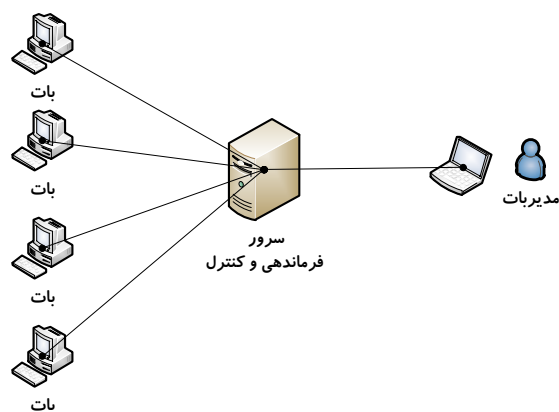 بات
بات
بات
بات
سرور
فرماندهی و کنترل
مدیربات